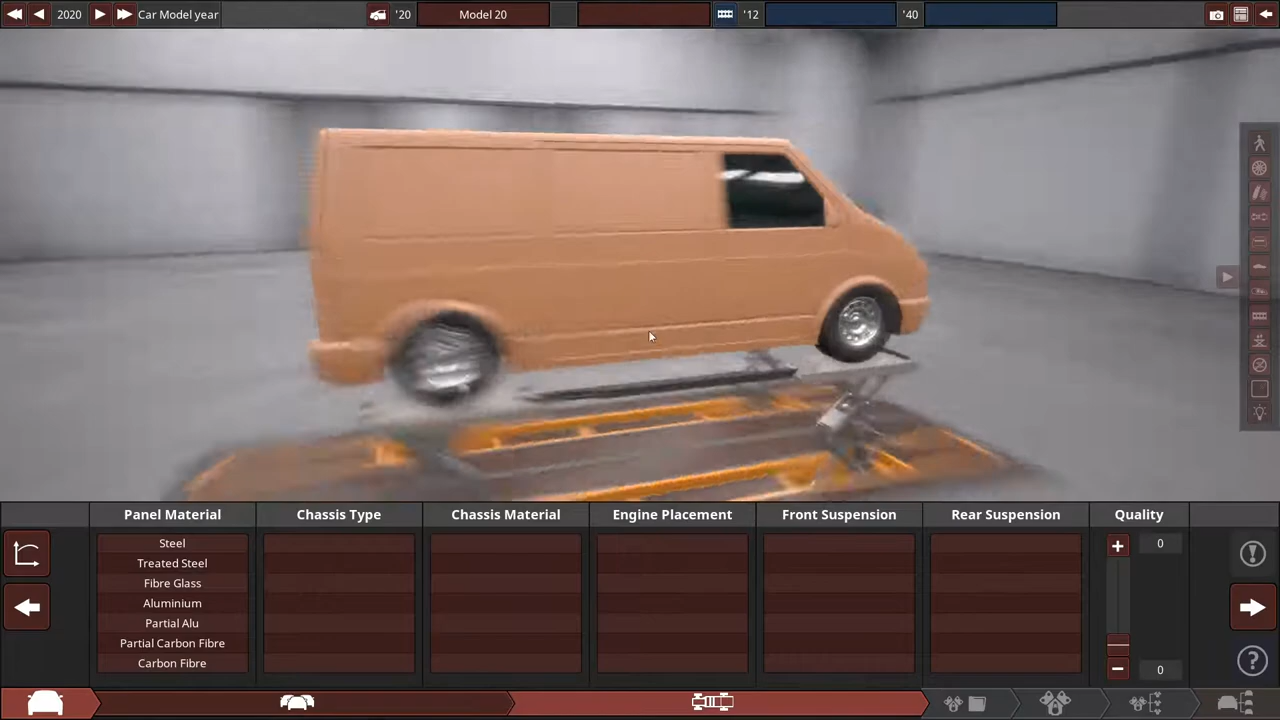 2020 Car Model year '20 Model 20 '12 '40
Panel Material Chassis Type Chassis Material Engine Placement Front Suspension Rear Suspension Quality
Steel
Treated Steel
Fibre Glass
Aluminium
Partial Alu
Partial Carbon Fibre
Carbon Fibre
+ 0
- 0